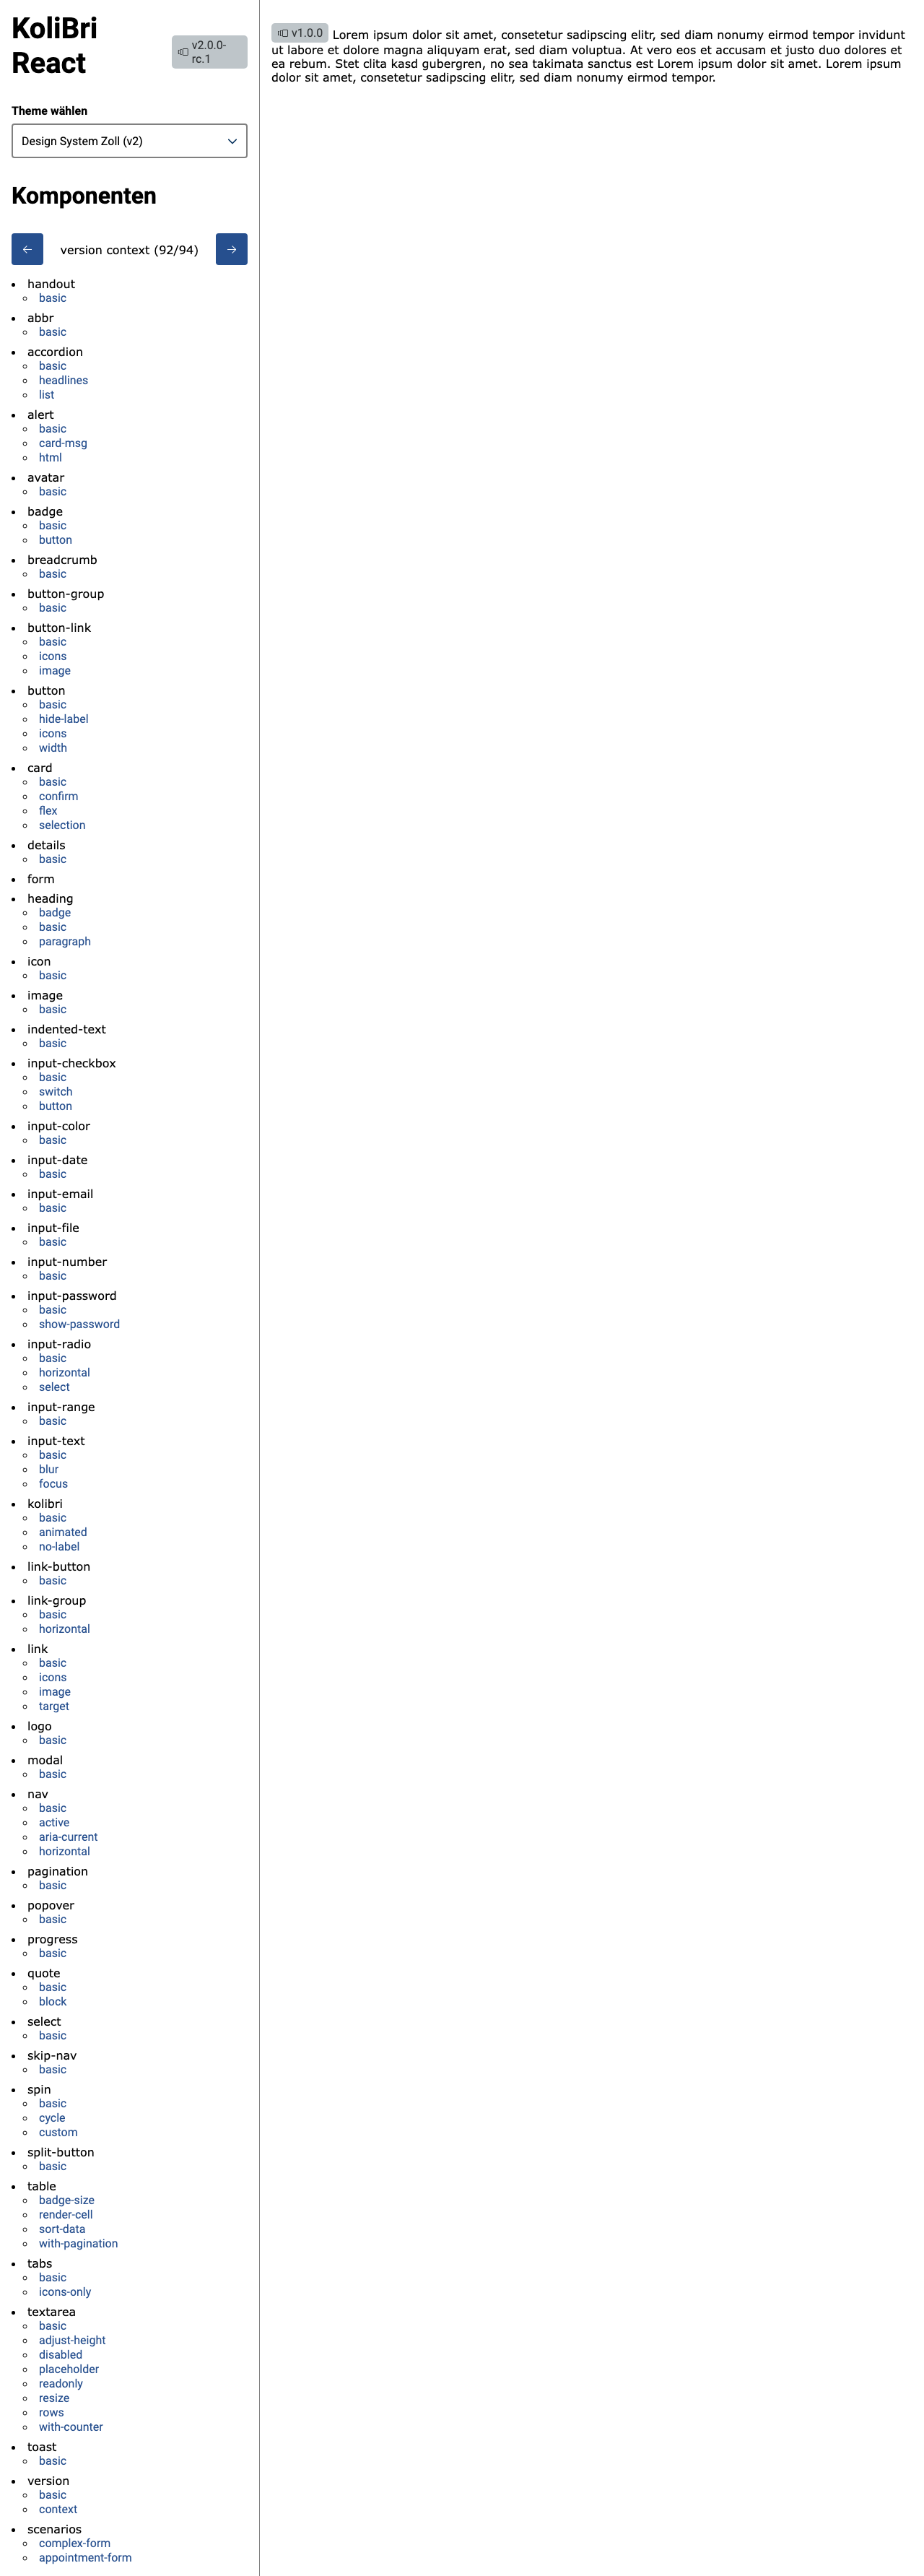 KoliBri
React
v2.0.0-
rc.1
Theme wählen
Design System Zoll (v2)
Komponenten
← version context (92/94) →
handout
basic
abbr
basic
accordion
basic
headlines
list
alert
basic
card-msg
html
avatar
basic
badge
basic
button
breadcrumb
basic
button-group
basic
button-link
basic
icons
image
button
basic
hide-label
icons
width
card
basic
confirm
flex
selection
details
basic
form
heading
badge
basic
paragraph
icon
basic
image
basic
indented-text
basic
input-checkbox
basic
switch
button
input-color
basic
input-date
basic
input-email
basic
input-file
basic
input-number
basic
input-password
basic
show-password
input-radio
basic
horizontal
select
input-range
basic
input-text
basic
blur
focus
kolibri
basic
animated
no-label
link-button
basic
link-group
basic
horizontal
link
basic
icons
image
target
logo
basic
modal
basic
nav
basic
active
aria-current
horizontal
pagination
basic
popover
basic
progress
basic
quote
basic
block
select
basic
skip-nav
basic
spin
basic
cycle
custom
split-button
basic
table
badge-size
render-cell
sort-data
with-pagination
tabs
basic
icons-only
textarea
basic
adjust-height
disabled
placeholder
readonly
resize
rows
with-counter
toast
basic
version
basic
context
scenarios
complex-form
appointment-form
v1.0.0 Lorem ipsum dolor sit amet, consetetur sadipscing elitr, sed diam nonumy eirmod tempor invidunt
ut labore et dolore magna aliquyam erat, sed diam voluptua. At vero eos et accusam et justo duo dolores et
ea rebum. Stet clita kasd gubergren, no sea takimata sanctus est Lorem ipsum dolor sit amet. Lorem ipsum
dolor sit amet, consetetur sadipscing elitr, sed diam nonumy eirmod tempor.